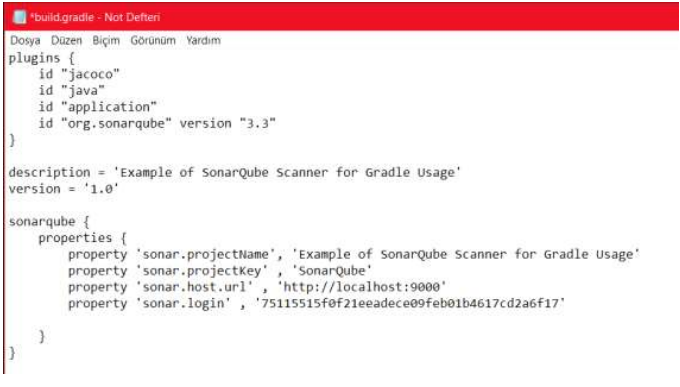 *build.gradle - Not Defteri
Dosya Düzen Biçim Görünüm Yardım
plugins {
    id "jacoco"
    id "java"
    id "application"
    id "org.sonarqube" version "3.3"
}
description = 'Example of SonarQube Scanner for Gradle Usage'
version = '1.0'
sonarqube {
    properties {
        property 'sonar.projectName', 'Example of SonarQube Scanner for Gradle Usage'
        property 'sonar.projectKey' , 'SonarQube'
        property 'sonar.host.url' , 'http://localhost:9000'
        property 'sonar.login' , '75115515f0f21eeadece09feb01b4617cd2a6f17'
    }
}